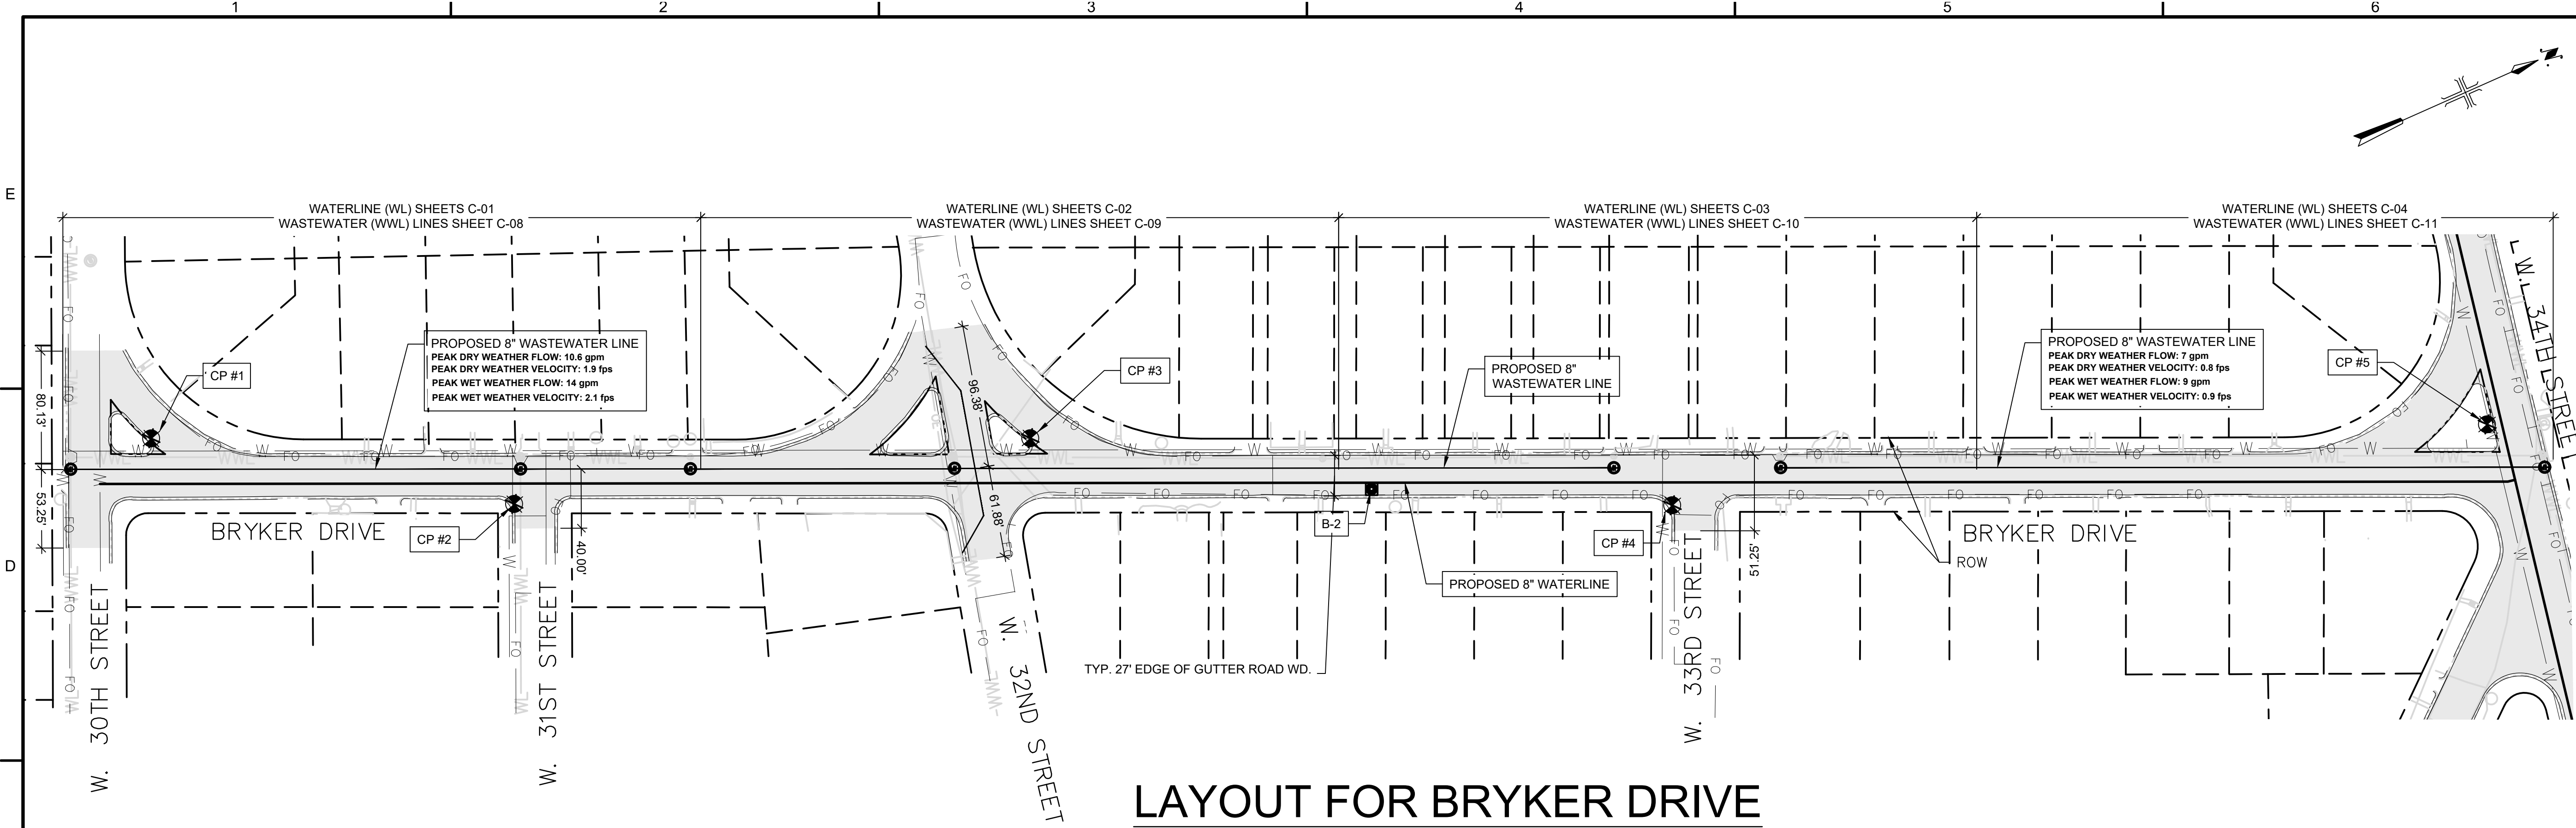 1
2
3
4
5
6
E
D
WATERLINE (WL) SHEETS C-01
WASTEWATER (WWL) LINES SHEET C-08
WATERLINE (WL) SHEETS C-02
WASTEWATER (WWL) LINES SHEET C-09
WATERLINE (WL) SHEETS C-03
WASTEWATER (WWL) LINES SHEET C-10
WATERLINE (WL) SHEETS C-04
WASTEWATER (WWL) LINES SHEET C-11
PROPOSED 8" WASTEWATER LINE
PEAK DRY WEATHER FLOW: 10.6 gpm
PEAK DRY WEATHER VELOCITY: 1.9 fps
PEAK WET WEATHER FLOW: 14 gpm
PEAK WET WEATHER VELOCITY: 2.1 fps
CP #1
CP #3
PROPOSED 8"
WASTEWATER LINE
PROPOSED 8" WASTEWATER LINE
PEAK DRY WEATHER FLOW: 7 gpm
PEAK DRY WEATHER VELOCITY: 0.8 fps
PEAK WET WEATHER FLOW: 9 gpm
PEAK WET WEATHER VELOCITY: 0.9 fps
CP #5
80.13'
53.25'
96.38'
61.88'
40.00'
51.25'
BRYKER DRIVE
CP #2
B-2
CP #4
BRYKER DRIVE
ROW
PROPOSED 8" WATERLINE
TYP. 27' EDGE OF GUTTER ROAD WD.
W. 30TH STREET
W. 31ST STREET
W. 32ND STREET
W. 33RD STREET
W. 34TH STREET
LAYOUT FOR BRYKER DRIVE